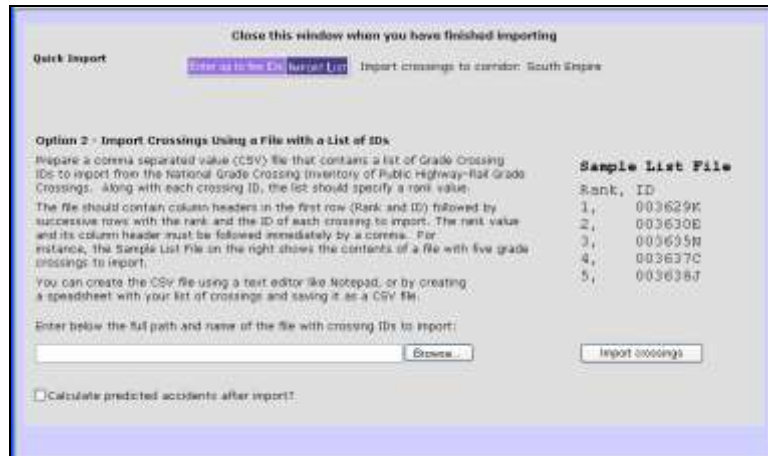 Close this window when you have finished importing
Quick Import
Enter up to five IDs Import List Import crossings to corridor: South Empire
Option 2 - Import Crossings Using a File with a List of IDs
Prepare a comma separated value (CSV) file that contains a list of Grade Crossing
IDs to import from the National Grade Crossing Inventory of Public Highway-Rail Grade
Crossings. Along with each crossing ID, the list should specify a rank value.
The file should contain column headers in the first row (Rank and ID) followed by
successive rows with the rank and the ID of each crossing to import. The rank value
and its column header must be followed immediately by a comma. For
instance, the Sample List File on the right shows the contents of a file with five grade
crossings to import.
You can create the CSV file using a text editor like Notepad, or by creating
a speedsheet with your list of crossings and saving it as a CSV file.
Sample List File
Rank, ID
1, 003629K
2, 003630E
3, 003635N
4, 003637C
5, 003638J
Enter below the full path and name of the file with crossing IDs to import:
Browse... Import crossings
Calculate predicted accidents after import?